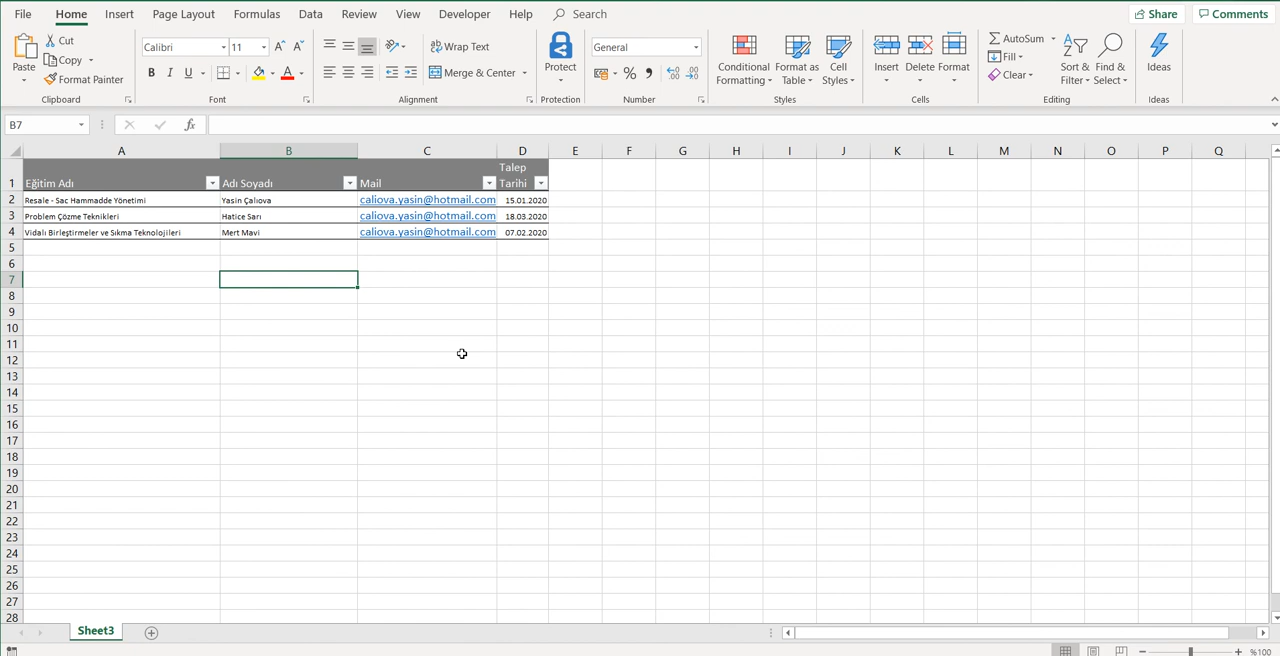 File Home Insert Page Layout Formulas Data Review View Developer Help Search Share Comments
Paste Cut Copy Format Painter Clipboard
Calibri 11 A A B I U A Font
Wrap Text Merge & Center Alignment
Protect Protection
General % Number
Conditional Formatting Format as Table Cell Styles Styles
Insert Delete Format Cells
AutoSum Fill Clear Sort & Filter Find & Select Editing
Ideas Ideas
B7 fx
A B C D E F G H I J K L M N O P Q
1 Eğitim Adı Adı Soyadı Mail Talep Tarihi
2 Resale - Sac Hammadde Yönetimi Yasin Çalıova caliova.yasin@hotmail.com 15.01.2020
3 Problem Çözme Teknikleri Hatice Sarı caliova.yasin@hotmail.com 18.03.2020
4 Vidalı Birleştirmeler ve Sıkma Teknolojileri Mert Mavi caliova.yasin@hotmail.com 07.02.2020
5
6
7
8
9
10
11
12
13
14
15
16
17
18
19
20
21
22
23
24
25
26
27
28
Sheet3
%100